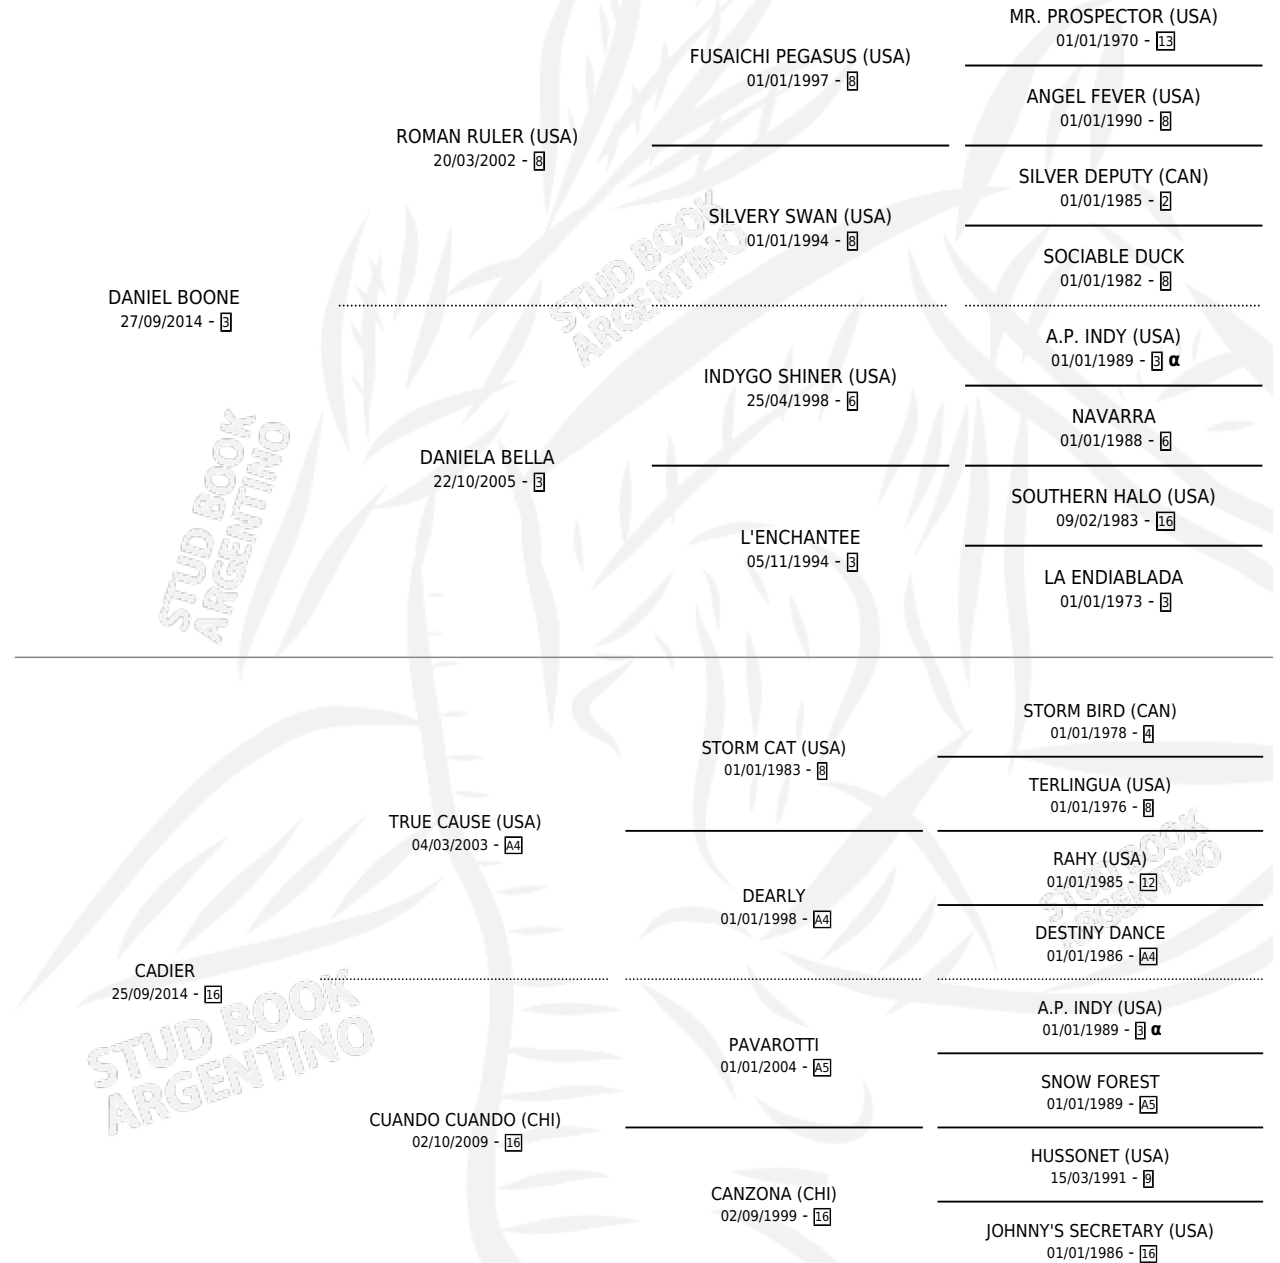 MR. PROSPECTOR (USA)
01/01/1970 - 13
FUSAICHI PEGASUS (USA)
01/01/1997 - 8
ANGEL FEVER (USA)
01/01/1990 - 8
ROMAN RULER (USA)
20/03/2002 - 8
SILVER DEPUTY (CAN)
01/01/1985 - 2
SILVERY SWAN (USA)
01/01/1994 - 8
SOCIABLE DUCK
01/01/1982 - 8
DANIEL BOONE
27/09/2014 - 3
A.P. INDY (USA)
01/01/1989 - 3 α
INDYGO SHINER (USA)
25/04/1998 - 6
NAVARRA
01/01/1988 - 6
DANIELA BELLA
22/10/2005 - 3
SOUTHERN HALO (USA)
09/02/1983 - 16
L'ENCHANTEE
05/11/1994 - 3
LA ENDIABLADA
01/01/1973 - 3
STORM BIRD (CAN)
01/01/1978 - 4
STORM CAT (USA)
01/01/1983 - 8
TERLINGUA (USA)
01/01/1976 - 8
TRUE CAUSE (USA)
04/03/2003 - A4
RAHY (USA)
01/01/1985 - 12
DEARLY
01/01/1998 - A4
DESTINY DANCE
01/01/1986 - A4
CADIER
25/09/2014 - 16
A.P. INDY (USA)
01/01/1989 - 3 α
PAVAROTTI
01/01/2004 - A5
SNOW FOREST
01/01/1989 - A5
CUANDO CUANDO (CHI)
02/10/2009 - 16
HUSSONET (USA)
15/03/1991 - 9
CANZONA (CHI)
02/09/1999 - 16
JOHNNY'S SECRETARY (USA)
01/01/1986 - 16
STUD BOOK
ARGENTINO
STUD BOOK
ARGENTINO
STUD BOOK
ARGENTINO
STUD BOOK
ARGENTINO